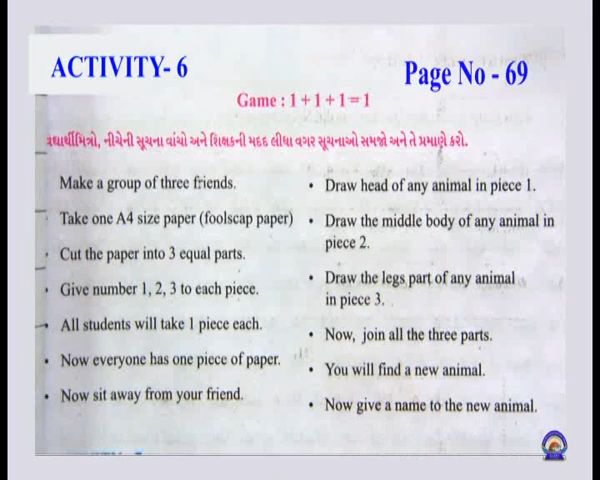 ACTIVITY- 6
Page No - 69
Game : 1 + 1 + 1 = 1
નીચેની સૂચના વાંચો અને શિક્ષકની મદદ લીધા વગર સૂચનાઓ સમજો અને તે પ્રમાણે કરો.
Make a group of three friends.
Take one A4 size paper (foolscap paper)
Cut the paper into 3 equal parts.
Give number 1, 2, 3 to each piece.
All students will take 1 piece each.
• Now everyone has one piece of paper.
• Now sit away from your friend.
• Draw head of any animal in piece 1.
• Draw the middle body of any animal in
piece 2.
• Draw the legs part of any animal
in piece 3.
• Now, join all the three parts.
• You will find a new animal.
• Now give a name to the new animal.